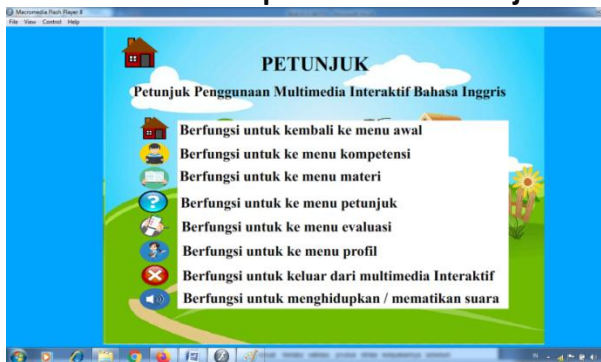 Macromedia Flash Player 8
File View Control Help
PETUNJUK
Petunjuk Penggunaan Multimedia Interaktif Bahasa Inggris
Berfungsi untuk kembali ke menu awal
Berfungsi untuk ke menu kompetensi
Berfungsi untuk ke menu materi
Berfungsi untuk ke menu petunjuk
Berfungsi untuk ke menu evaluasi
Berfungsi untuk ke menu profil
Berfungsi untuk keluar dari multimedia Interaktif
Berfungsi untuk menghidupkan / mematikan suara